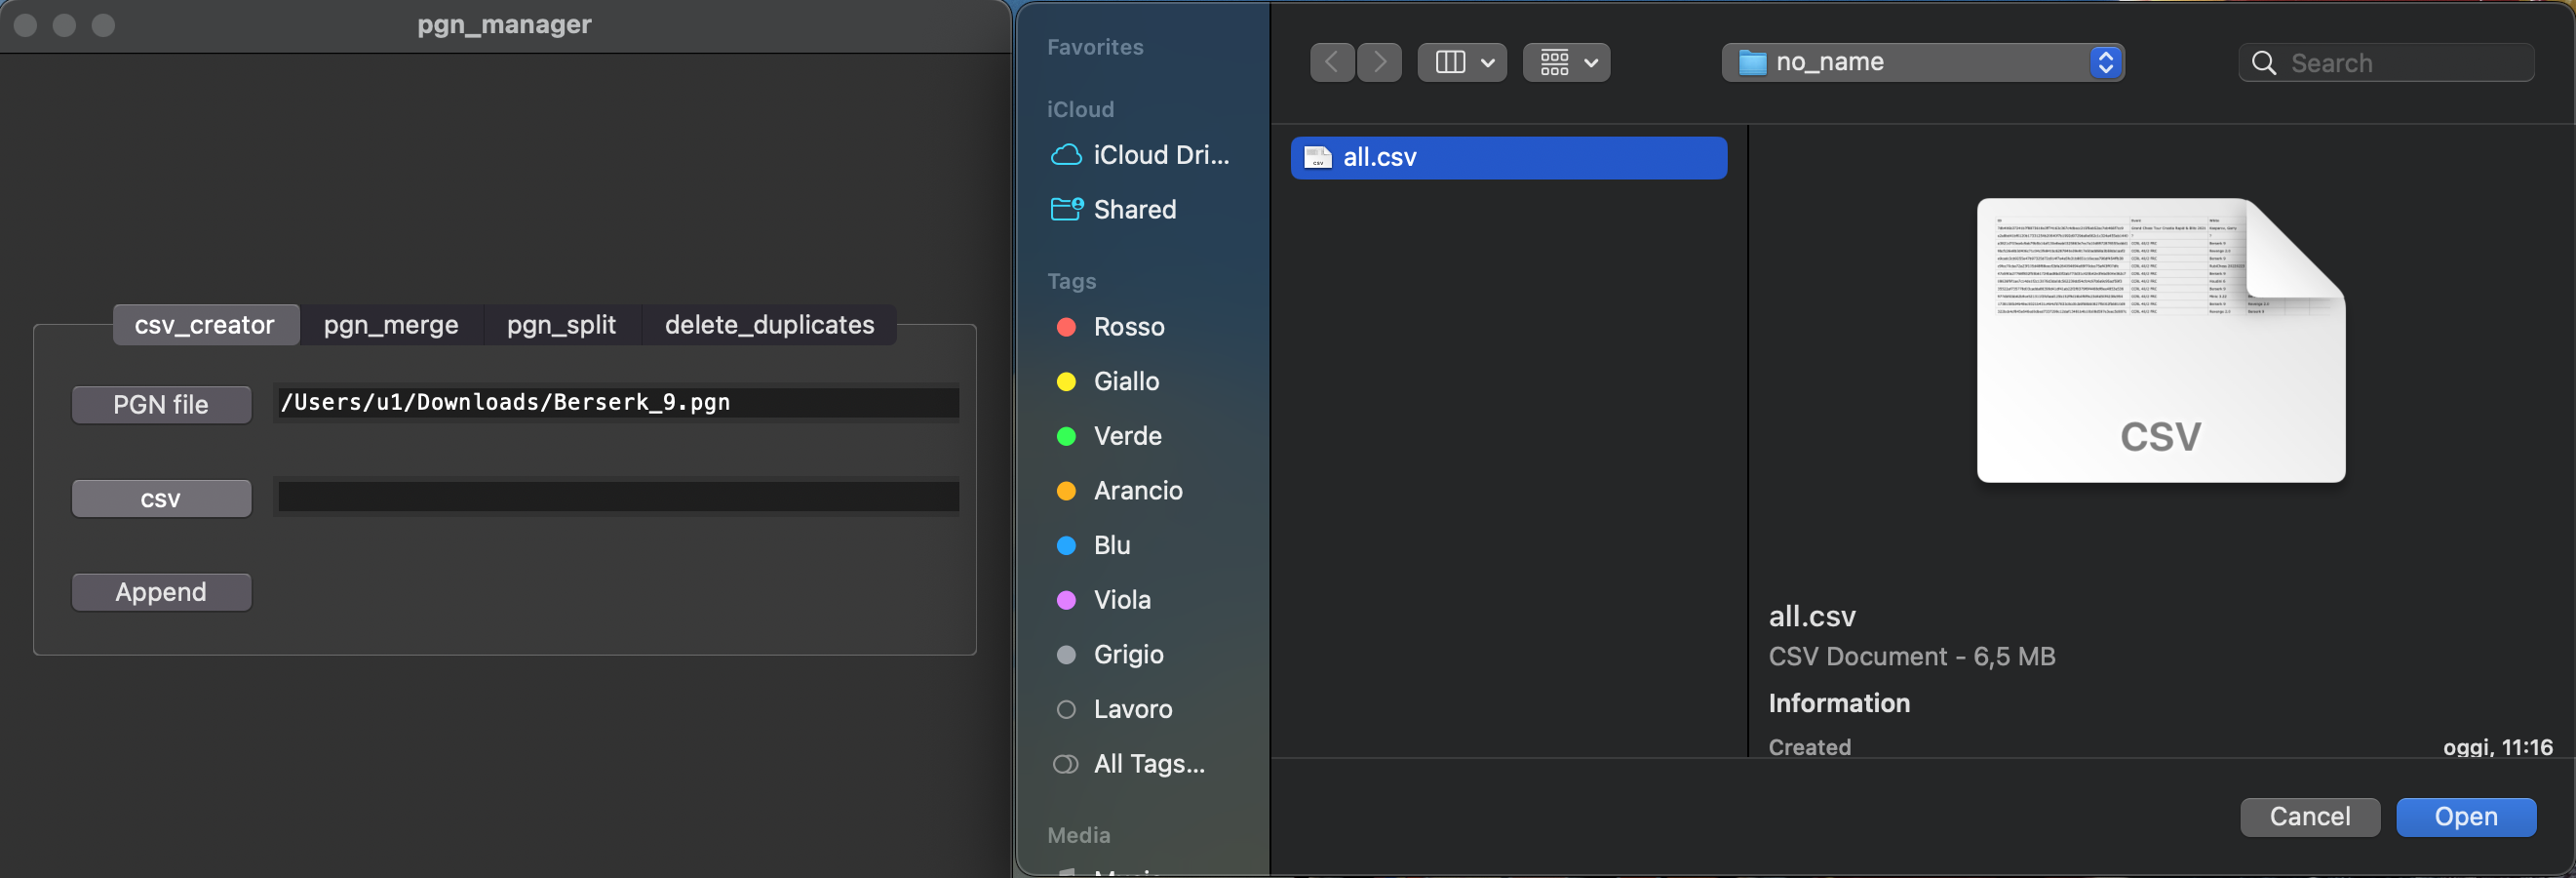 pgn_manager
csv_creator
pgn_merge
pgn_split
delete_duplicates
PGN file
/Users/u1/Downloads/Berserk_9.pgn
csv
Append
Favorites
iCloud
iCloud Dri...
Shared
Tags
Rosso
Giallo
Verde
Arancio
Blu
Viola
Grigio
Lavoro
All Tags...
Media
no_name
Search
all.csv
CSV
all.csv
CSV Document - 6,5 MB
Information
Created
oggi, 11:16
Cancel
Open